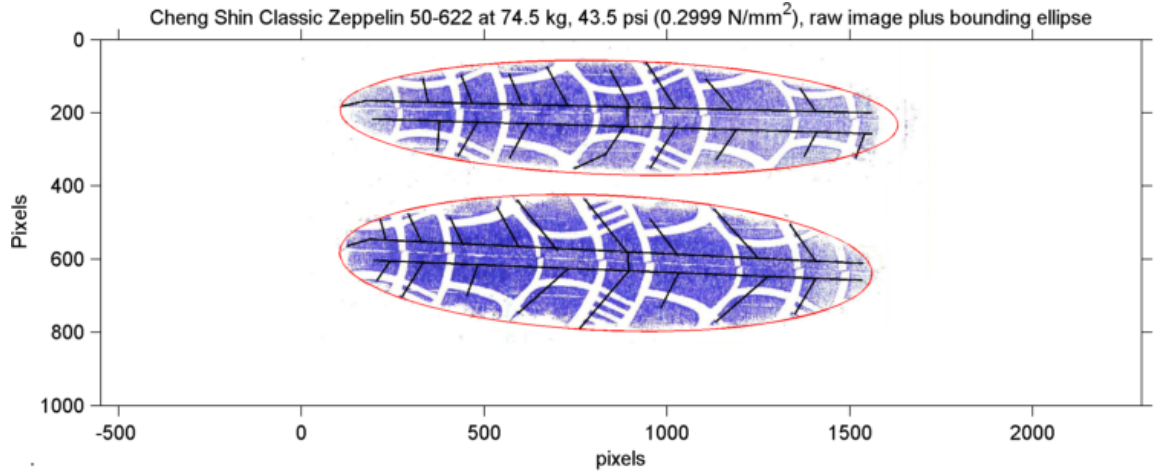 Cheng Shin Classic Zeppelin 50-622 at 74.5 kg, 43.5 psi (0.2999 N/mm²), raw image plus bounding ellipse
0
200
400
600
800
1000
Pixels
-500 0 500 1000 1500 2000
pixels